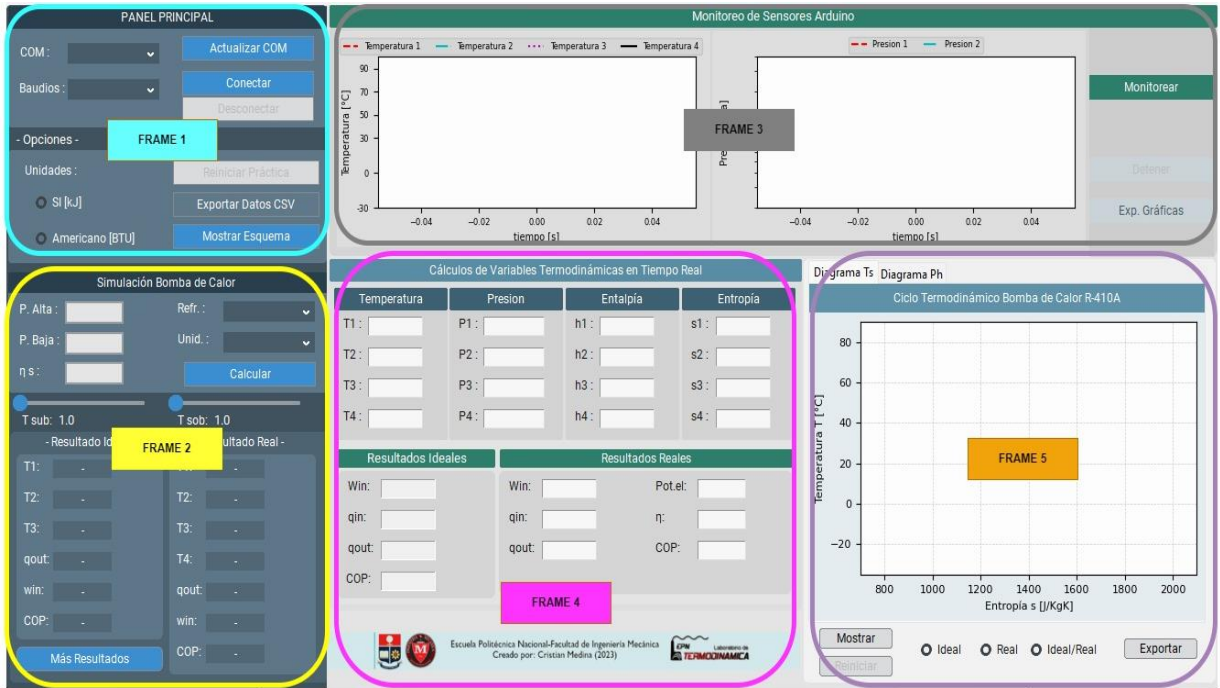 PANEL PRINCIPAL
COM :
Actualizar COM
Baudios :
Conectar
Desconectar
- Opciones -
FRAME 1
Unidades :
Reiniciar Práctica
SI [kJ]
Exportar Datos CSV
Americano [BTU]
Mostrar Esquema
Simulación Bomba de Calor
P. Alta :
Refr. :
P. Baja :
Unid. :
η s :
Calcular
T sub: 1.0
T sob: 1.0
- Resultado
FRAME 2
Real -
T1:
-
-
T2:
-
T2:
-
T3:
-
T3:
-
qout:
-
T4:
-
win:
-
qout:
-
COP:
-
win:
-
Más Resultados
COP:
-
Monitoreo de Sensores Arduino
Temperatura 1
Temperatura 2
Temperatura 3
Temperatura 4
Presion 1
Presion 2
90
70
50
30
0
-30
Temperatura [°C]
−0.04
−0.02
0.00
0.02
0.04
tiempo [s]
FRAME 3
−0.04
−0.02
0.00
0.02
0.04
tiempo [s]
Monitorear
Detener
Exp. Gráficas
Cálculos de Variables Termodinámicas en Tiempo Real
Temperatura
Presion
Entalpía
Entropía
T1 :
P1 :
h1 :
s1 :
T2 :
P2 :
h2 :
s2 :
T3 :
P3 :
h3 :
s3 :
T4 :
P4 :
h4 :
s4 :
Resultados Ideales
Resultados Reales
Win:
Win:
Pot.el:
qin:
qin:
η:
qout:
qout:
COP:
COP:
FRAME 4
Escuela Politécnica Nacional-Facultad de Ingeniería Mecánica
Creado por: Cristian Medina (2023)
EPN
Laboratorio de
TERMODINAMICA
Diagrama Ts
Diagrama Ph
Ciclo Termodinámico Bomba de Calor R-410A
80
60
40
20
0
−20
Temperatura T [°C]
FRAME 5
800
1000
1200
1400
1600
1800
2000
Entropía s [J/KgK]
Mostrar
Reiniciar
Ideal
Real
Ideal/Real
Exportar